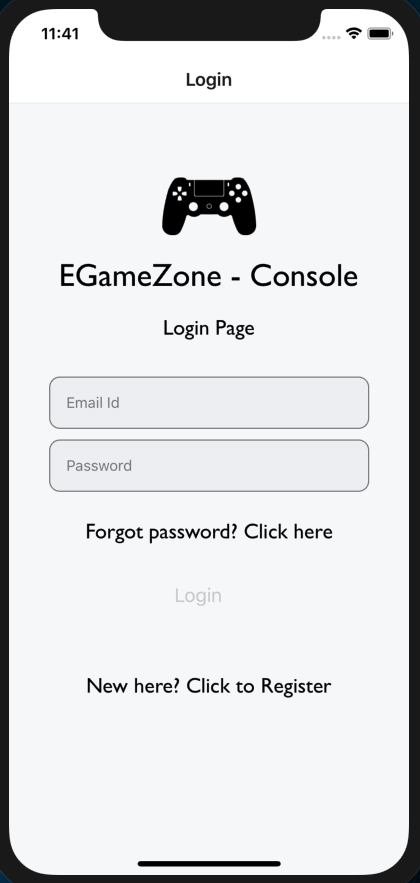 11:41
Login
EGameZone - Console
Login Page
Email Id
Password
Forgot password? Click here
Login
New here? Click to Register